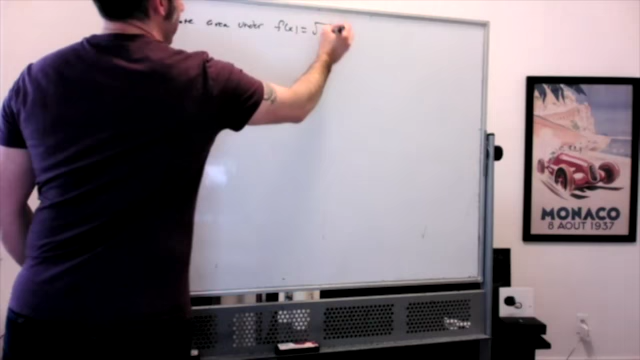 area under f(x) = √
MONACO
8 AOUT 1937